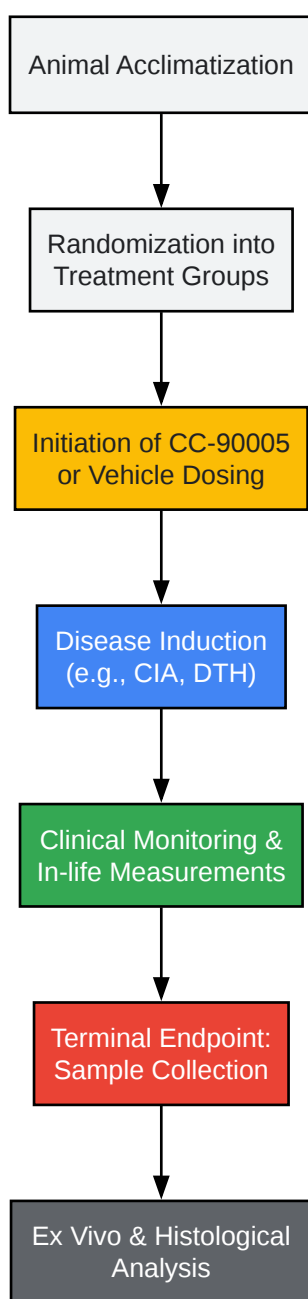 Animal Acclimatization
Randomization into
Treatment Groups
Initiation of CC-90005
or Vehicle Dosing
Disease Induction
(e.g., CIA, DTH)
Clinical Monitoring &
In-life Measurements
Terminal Endpoint:
Sample Collection
Ex Vivo & Histological
Analysis